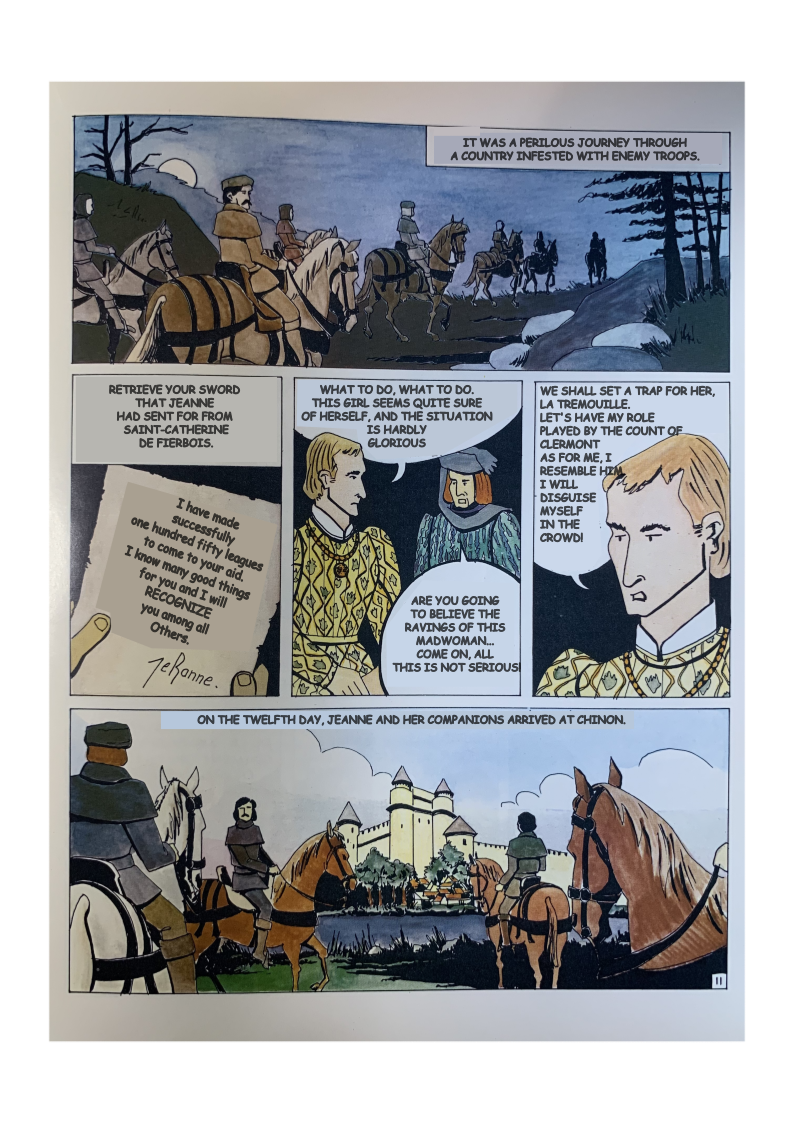 IT WAS A PERILOUS JOURNEY THROUGH
A COUNTRY INFESTED WITH ENEMY TROOPS.
RETRIEVE YOUR SWORD
THAT JEANNE
HAD SENT FOR FROM
SAINT-CATHERINE
DE FIERBOIS.
I have made
successfully
one hundred fifty leagues
to come to your aid.
I know many good things
for you and I will
RECOGNIZE
you among all
Others.
WHAT TO DO, WHAT TO DO.
THIS GIRL SEEMS QUITE SURE
OF HERSELF, AND THE SITUATION
IS HARDLY
GLORIOUS
ARE YOU GOING
TO BELIEVE THE
RAVINGS OF THIS
MADWOMAN...
COME ON, ALL
THIS IS NOT SERIOUS!
WE SHALL SET A TRAP FOR HER,
LA TREMOUILLE.
LET'S HAVE MY ROLE
PLAYED BY THE COUNT OF
CLERMONT
AS FOR ME, I
RESEMBLE HIM
I WILL
DISGUISE
MYSELF
IN THE
CROWD!
ON THE TWELFTH DAY, JEANNE AND HER COMPANIONS ARRIVED AT CHINON.
11